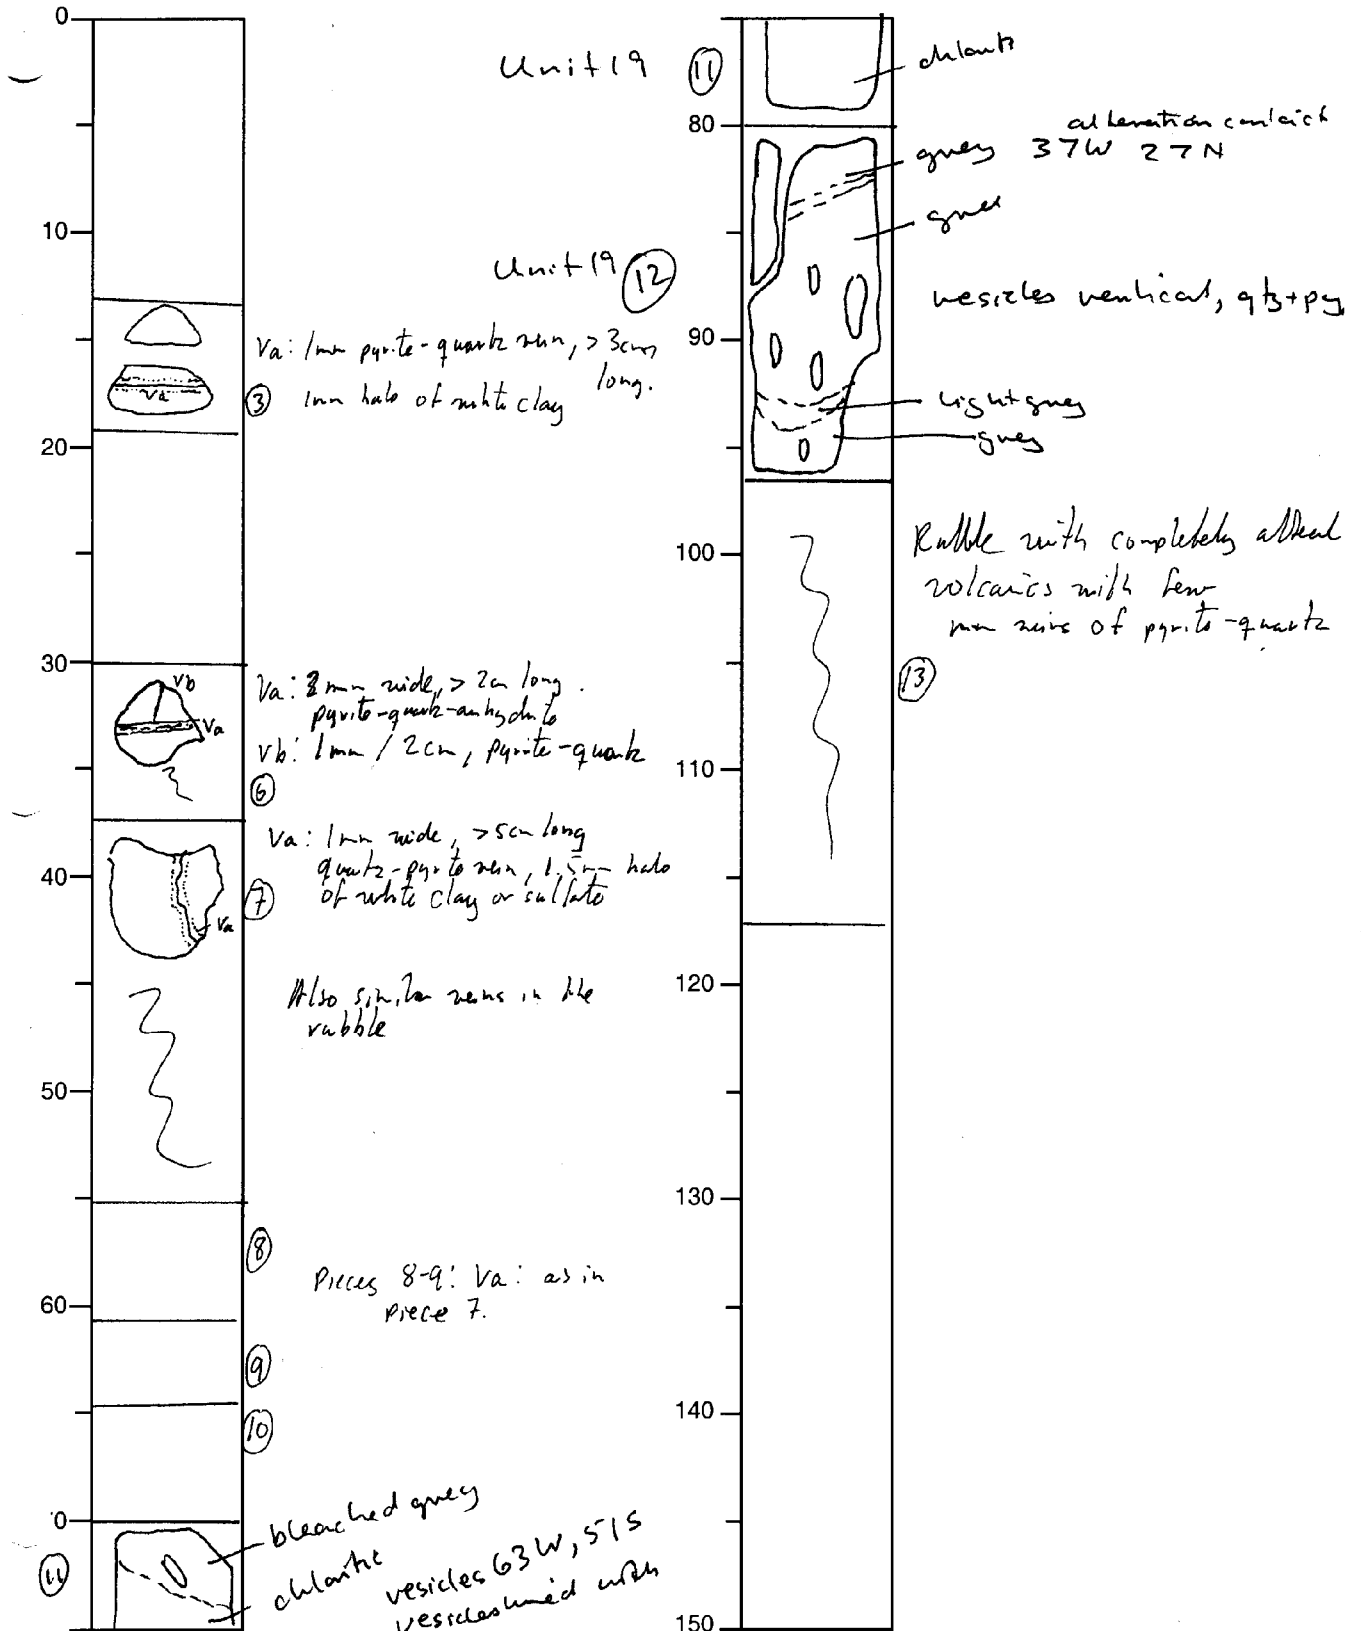 0
10
20
30
40
50
60
0
Va: 1mm pyrite-quartz vein, > 3cm
long.
③ 1mm halo of white clay
Va
Vb
Va
Va: mm wide, > 2cm long.
pyrite-quartz-anhydrite
Vb: 1mm / 2cm, pyrite-quartz
⑥
Va: 1mm wide, >5cm long
quartz-pyrite vein, 1.5mm halo
of white clay or sulfate
⑦
Va
Also similar veins in the
rubble
⑧
Pieces 8-9: Va: as in
piece 7.
⑨
⑩
⑪
bleached grey
chloritic
vesicles 63W, 51S
vesicles lined with
Unit 19 ⑪
Unit 19 ⑫
80
90
100
110
120
130
140
150
chlorite
alteration contact
grey 37W 27N
grey
vesicles vertical, qtz+py
light grey
grey
Rubble with completely altered
volcanics with few
mm veins of pyrite-quartz
⑬